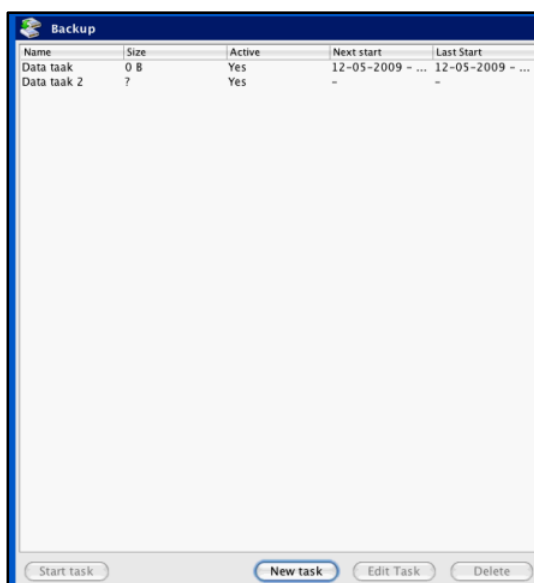 Backup
Name Size Active Next start Last Start
Data taak 0 B Yes 12-05-2009 - ... 12-05-2009 - ...
Data taak 2 ? Yes - -
Start task New task Edit Task Delete